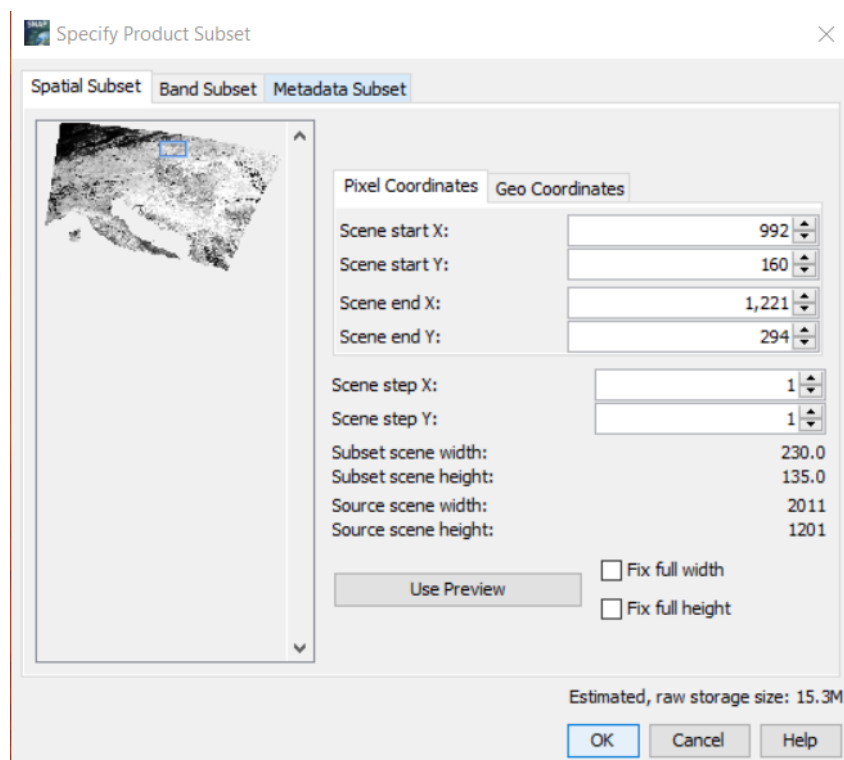 SNAP
Specify Product Subset
Spatial Subset Band Subset Metadata Subset
Pixel Coordinates Geo Coordinates
Scene start X: 992
Scene start Y: 160
Scene end X: 1,221
Scene end Y: 294
Scene step X: 1
Scene step Y: 1
Subset scene width: 230.0
Subset scene height: 135.0
Source scene width: 2011
Source scene height: 1201
Use Preview
Fix full width
Fix full height
Estimated, raw storage size: 15.3M
OK Cancel Help